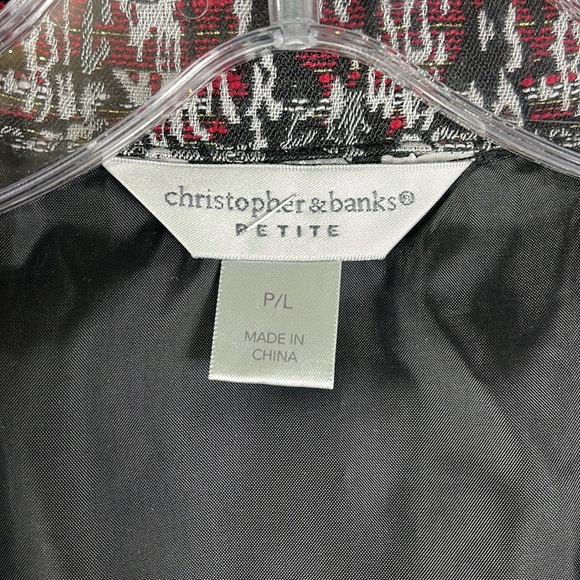 christopher&banks®
PETITE
P/L
MADE IN
CHINA